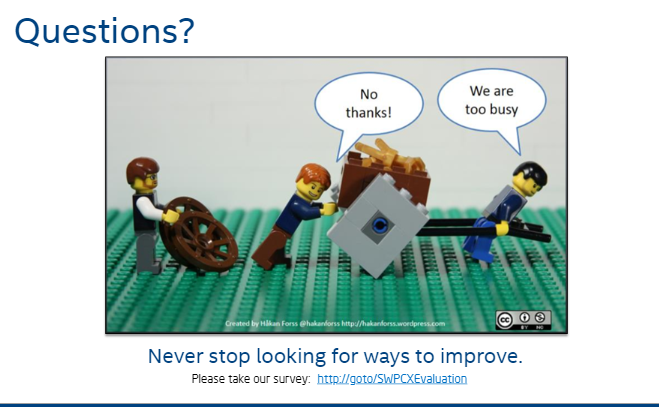 Questions?
No
thanks!
We are
too busy
Created by Håkan Forss @hakanforss http://hakanforss.wordpress.com
cc
BY NC
Never stop looking for ways to improve.
Please take our survey: http://goto/SWPCXEvaluation